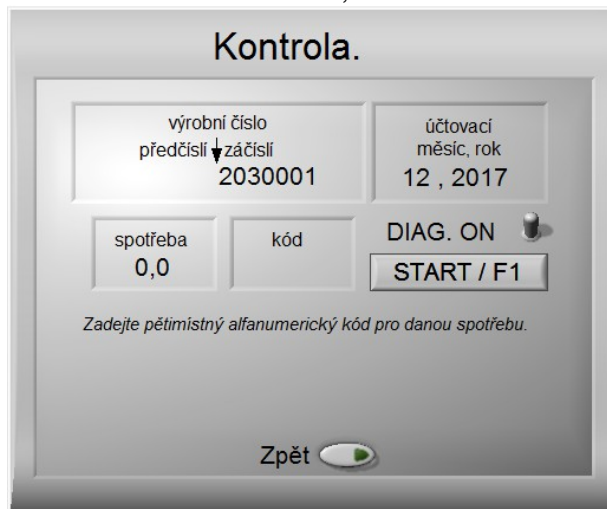 Kontrola.
výrobní číslo
předčíslí záčíslí
2030001
účtovací
měsíc, rok
12 , 2017
spotřeba
0,0
kód
DIAG. ON
START / F1
Zadejte pětimístný alfanumerický kód pro danou spotřebu.
Zpět